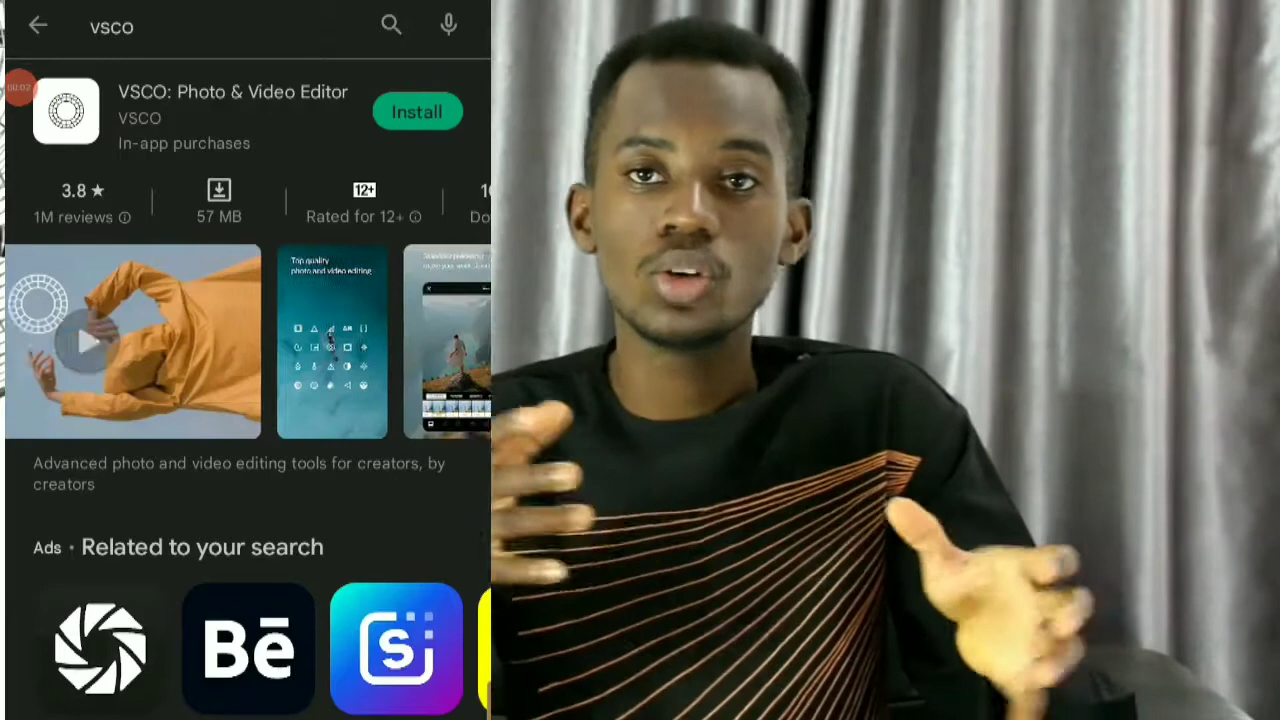 vsco
00:02
VSCO: Photo & Video Editor
VSCO
In-app purchases
Install
3.8 ★
1M reviews
57 MB
12+
Rated for 12+
Top quality
photo and video editing
Advanced photo and video editing tools for creators, by
creators
Ads • Related to your search
Bē
S